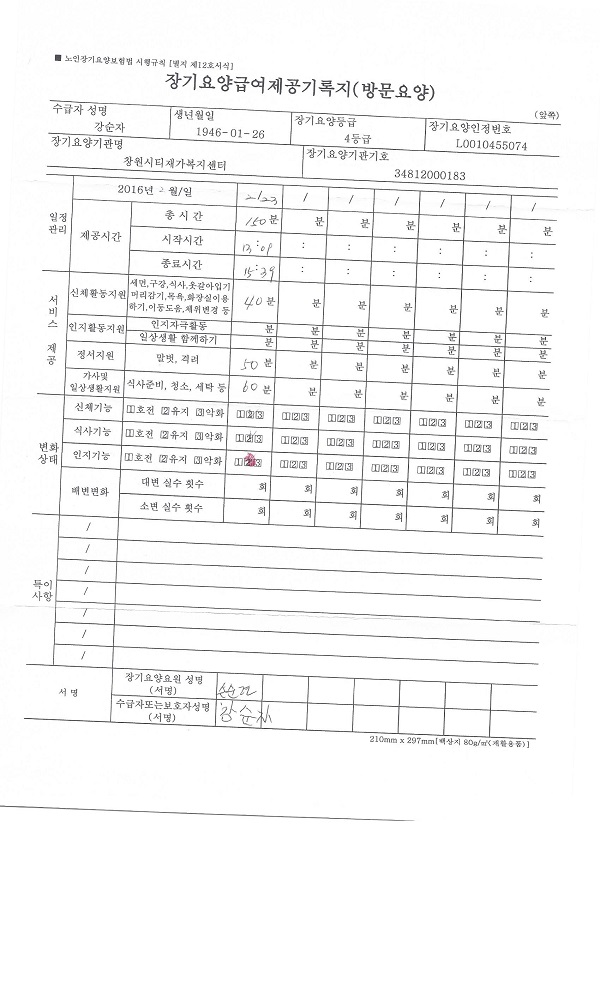 ■ 노인장기요양보험법 시행규칙 [별지 제12호서식]
장기요양급여제공기록지(방문요양)
(앞쪽)
수급자 성명 생년월일 장기요양등급 장기요양인정번호
강순자 1946-01-26 4등급 L0010455074
장기요양기관명 장기요양기관기호
창원시티재가복지센터 34812000183
2016년 2 월/일 2/23 / / / / / /
일정관리 제공시간 총 시 간 150 분 분 분 분 분 분 분
시작시간 13:09 : : : : : :
종료시간 15:39 : : : : : :
서비스 제공
신체활동지원 세면,구강,식사,옷갈아입기
머리감기,목욕,화장실이용
하기,이동도움,체위변경 등 40 분 분 분 분 분 분 분
인지활동지원 인지자극활동 분 분 분 분 분 분 분
일상생활 함께하기 분 분 분 분 분 분 분
정서지원 말벗, 격려 50 분 분 분 분 분 분 분
가사및
일상생활지원 식사준비, 청소, 세탁 등 60 분 분 분 분 분 분 분
변화상태
신체기능 1호전 2유지 3악화 123 123 123 123 123 123 123
식사기능 1호전 2유지 3악화 123 123 123 123 123 123 123
인지기능 1호전 2유지 3악화 123 123 123 123 123 123 123
배변변화 대변 실수 횟수 회 회 회 회 회 회 회
소변 실수 횟수 회 회 회 회 회 회 회
특이사항
/
/
/
/
/
/
/
서 명
장기요양요원 성명
(서명)
수급자또는보호자성명 강순자
(서명)
210mm x 297mm[백상지 80g/㎡(재활용품)]